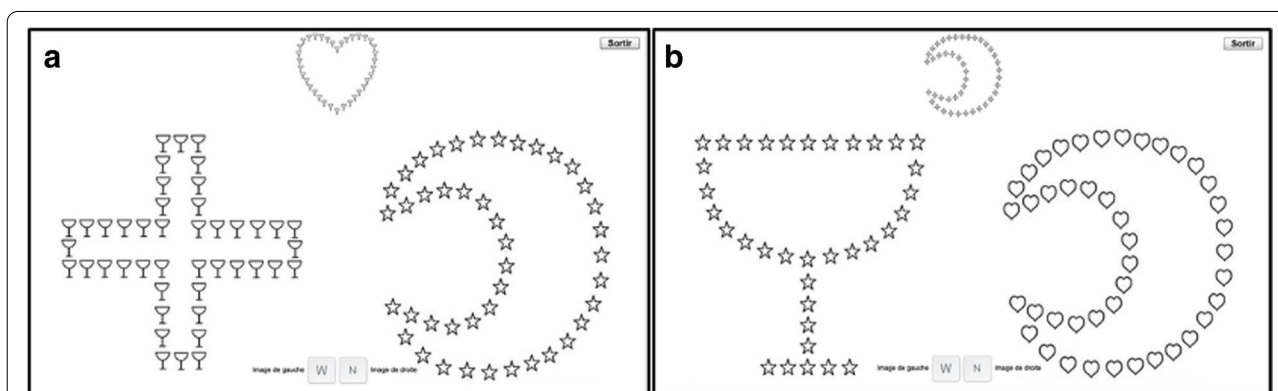 a
Sortir
b
Sortir
Image de gauche W N Image de droite
Image de gauche W N Image de droite